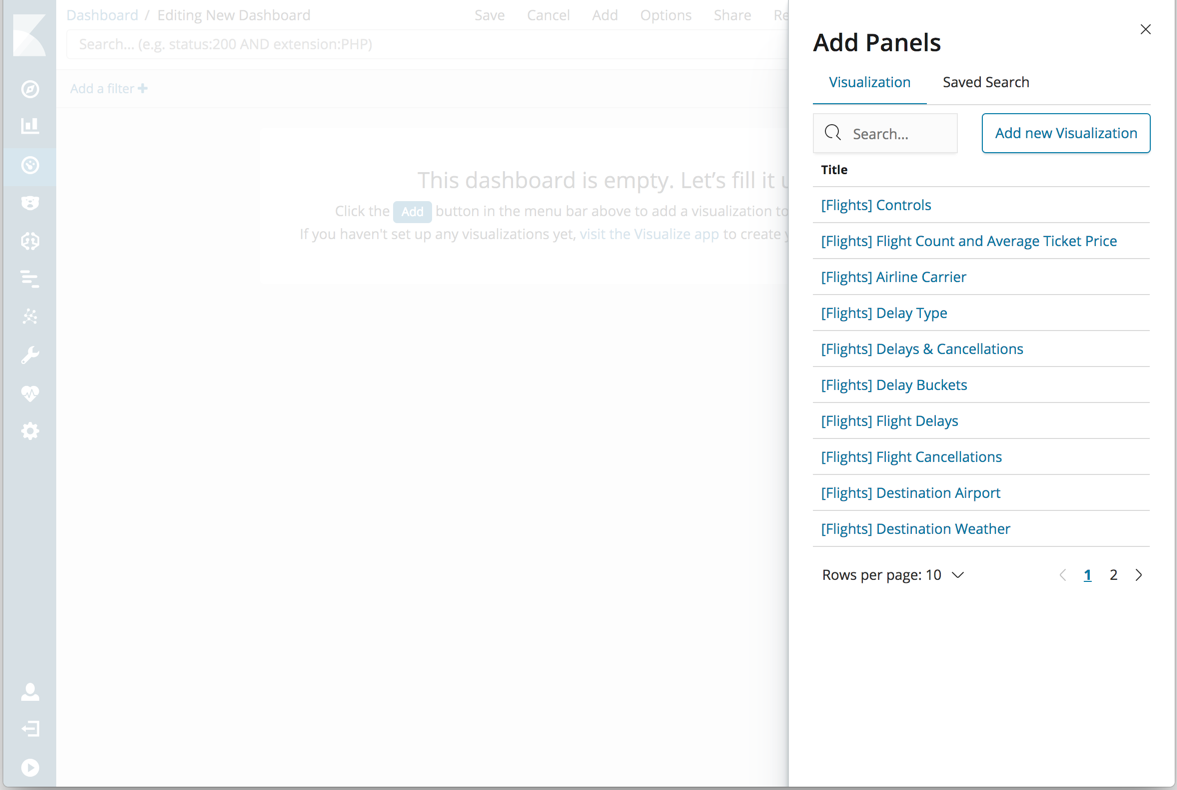 Dashboard / Editing New Dashboard
Save Cancel Add Options Share
Search... (e.g. status:200 AND extension:PHP)
Add a filter +
This dashboard is empty. Let’s fill it
Click the Add button in the menu bar above to add a visualization to
If you haven't set up any visualizations yet, visit the Visualize app to create
Add Panels
Visualization Saved Search
Search... Add new Visualization
Title
[Flights] Controls
[Flights] Flight Count and Average Ticket Price
[Flights] Airline Carrier
[Flights] Delay Type
[Flights] Delays & Cancellations
[Flights] Delay Buckets
[Flights] Flight Delays
[Flights] Flight Cancellations
[Flights] Destination Airport
[Flights] Destination Weather
Rows per page: 10 1 2